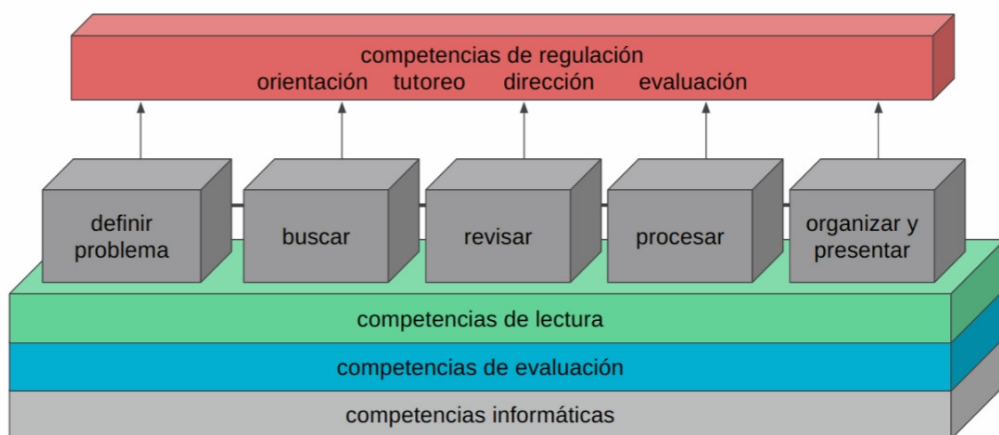 competencias de regulación
orientación tutoreo dirección evaluación
definir
problema
buscar
revisar
procesar
organizar y
presentar
competencias de lectura
competencias de evaluación
competencias informáticas